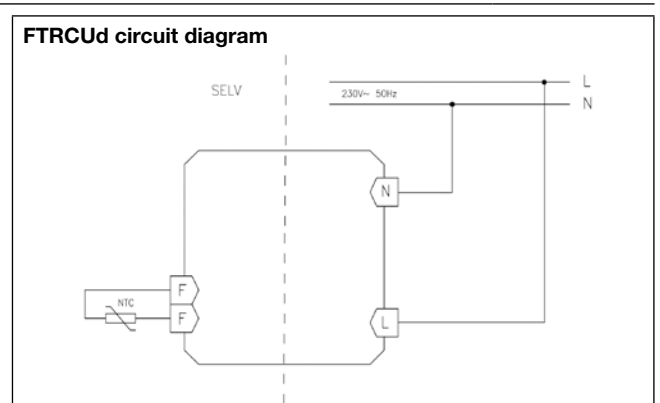 FTRCUd circuit diagram
SELV
230V~ 50Hz
L
N
N
F
NTC
F
L